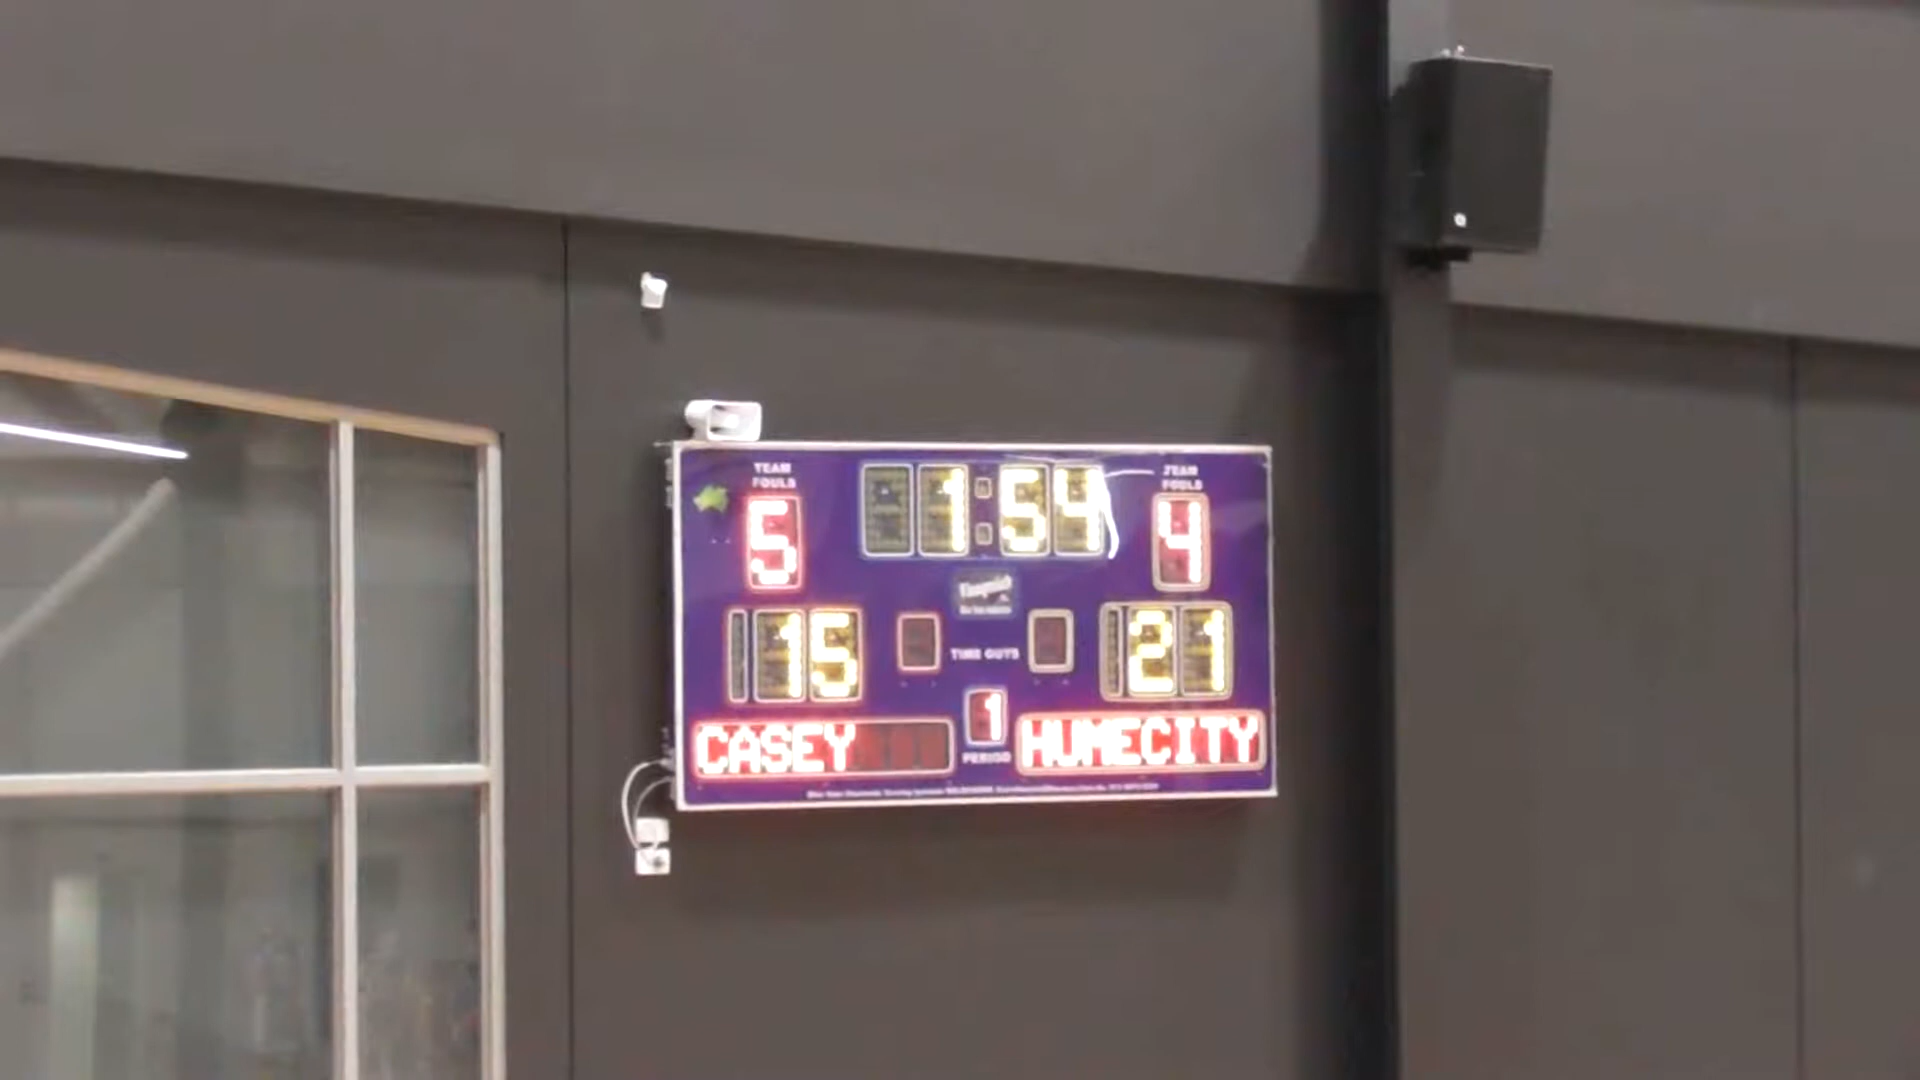 TEAM FOULS
1:54
TEAM FOULS
5
4
15
TIME OUTS
21
1
CASEY
HUMECITY
PERIOD